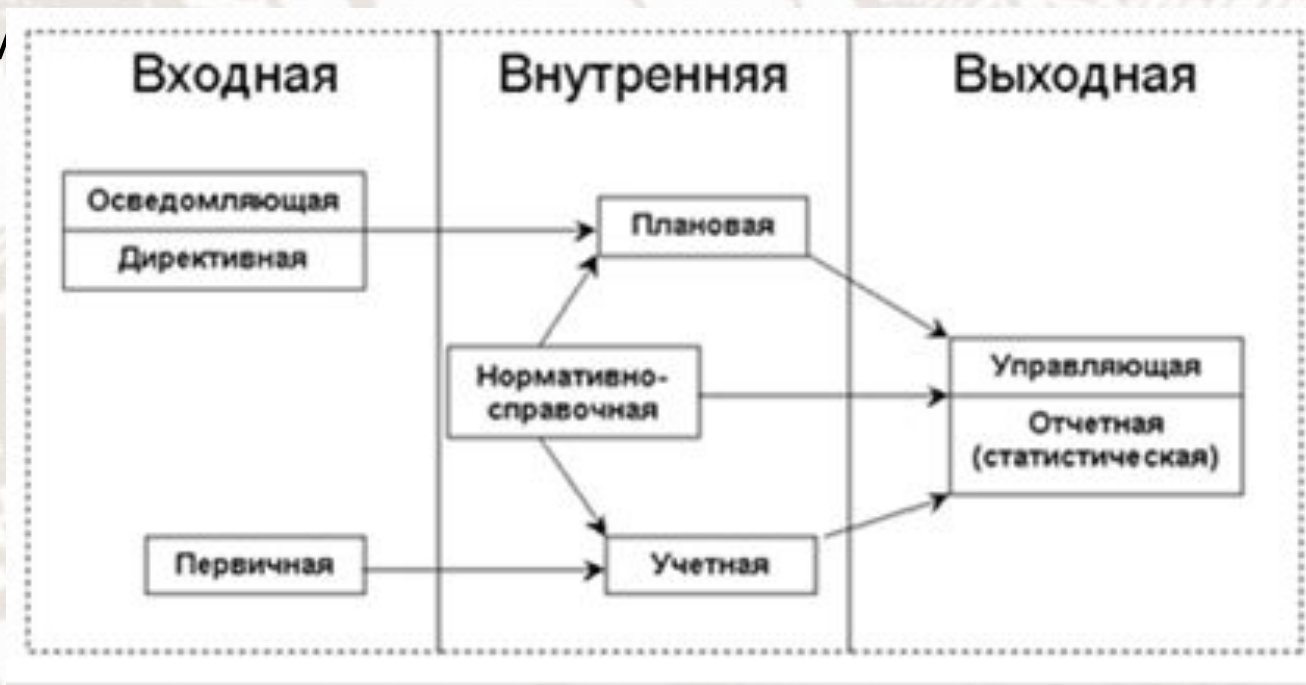 Входная
Внутренняя
Выходная
Осведомляющая
Директивная
Плановая
Нормативно-
справочная
Управляющая
Отчетная
(статистическая)
Первичная
Учетная